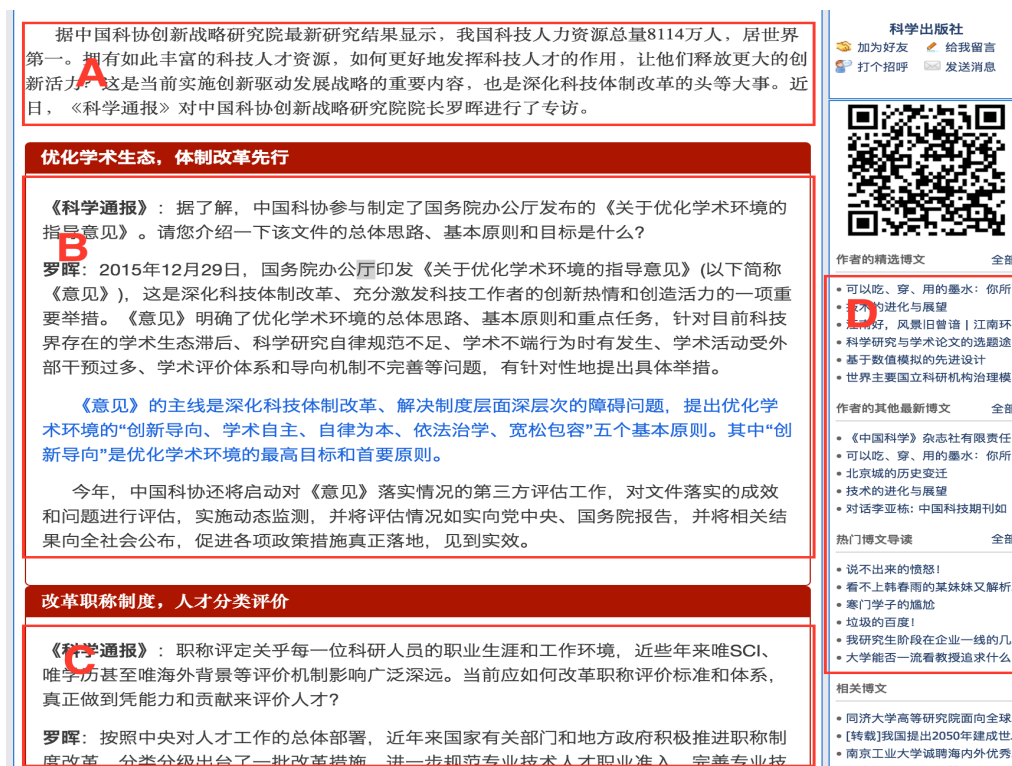 据中国科协创新战略研究院最新研究结果显示，我国科技人力资源总量8114万人，居世界
第一。拥有如此丰富的科技人才资源，如何更好地发挥科技人才的作用，让他们释放更大的创
新活力？这是当前实施创新驱动发展战略的重要内容，也是深化科技体制改革的头等大事。近
日，《科学通报》对中国科协创新战略研究院院长罗晖进行了专访。
A
优化学术生态，体制改革先行
《科学通报》：据了解，中国科协参与制定了国务院办公厅发布的《关于优化学术环境的
指导意见》。请您介绍一下该文件的总体思路、基本原则和目标是什么？
B
罗晖：2015年12月29日，国务院办公厅印发《关于优化学术环境的指导意见》(以下简称
《意见》)，这是深化科技体制改革、充分激发科技工作者的创新热情和创造活力的一项重
要举措。《意见》明确了优化学术环境的总体思路、基本原则和重点任务，针对目前科技
界存在的学术生态滞后、科学研究自律规范不足、学术不端行为时有发生、学术活动受外
部干预过多、学术评价体系和导向机制不完善等问题，有针对性地提出具体举措。
《意见》的主线是深化科技体制改革、解决制度层面深层次的障碍问题，提出优化学
术环境的“创新导向、学术自主、自律为本、依法治学、宽松包容”五个基本原则。其中“创
新导向”是优化学术环境的最高目标和首要原则。
今年，中国科协还将启动对《意见》落实情况的第三方评估工作，对文件落实的成效
和问题进行评估，实施动态监测，并将评估情况如实向党中央、国务院报告，并将相关结
果向全社会公布，促进各项政策措施真正落地，见到实效。
改革职称制度，人才分类评价
《科学通报》：职称评定关乎每一位科研人员的职业生涯和工作环境，近些年来唯SCI、
唯学历甚至唯海外背景等评价机制影响广泛深远。当前应如何改革职称评价标准和体系，
真正做到凭能力和贡献来评价人才？
C
罗晖：按照中央对人才工作的总体部署，近年来国家有关部门和地方政府积极推进职称制
度改革，分类分级出台了一批改革措施，进一步规范专业技术人才职业准入，完善专业技
科学出版社
加为好友 给我留言
打个招呼 发送消息
作者的精选博文 全部
可以吃、穿、用的墨水：你所
技术的进化与展望
江南好，风景旧曾谙 | 江南环
D
科学研究与学术论文的选题途
基于数值模拟的先进设计
世界主要国立科研机构治理模
作者的其他最新博文 全部
《中国科学》杂志社有限责任
可以吃、穿、用的墨水：你所
北京城的历史变迁
技术的进化与展望
对话李亚栋: 中国科技期刊如
热门博文导读 全部
说不出来的愤怒!
看不上韩春雨的某妹妹又解析
寒门学子的尴尬
垃圾的百度!
我研究生阶段在企业一线的几
大学能否一流看教授追求什么
相关博文
同济大学高等研究院面向全球
[转载]我国提出2050年建成世
南京工业大学诚聘海内外优秀